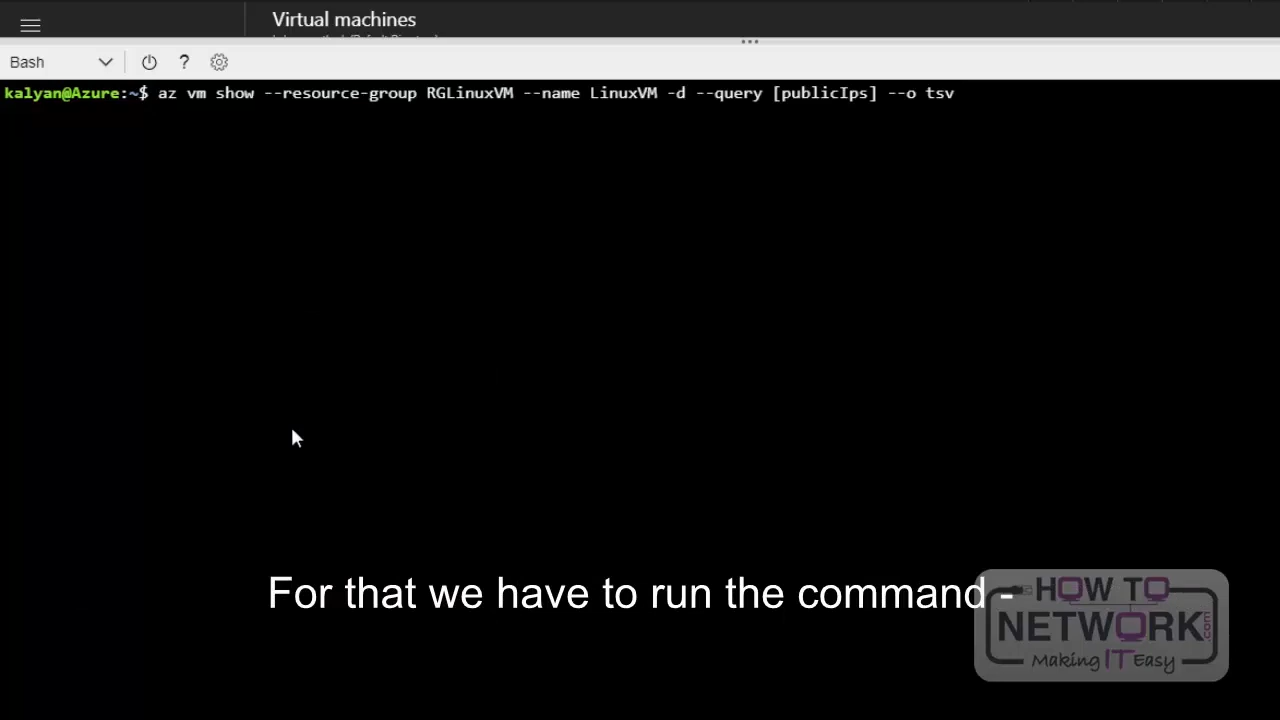 Virtual machines
Bash
?
kalyan@Azure:~$ az vm show --resource-group RGLinuxVM --name LinuxVM -d --query [publicIps] --o tsv
For that we have to run the command -
HOW TO
NETWORK.com
Making IT Easy